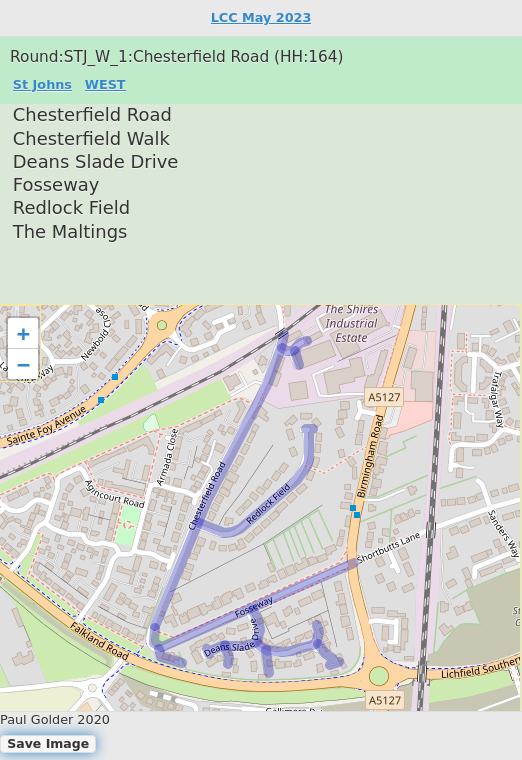 LCC May 2023
Round:STJ_W_1:Chesterfield Road (HH:164)
St Johns WEST
Chesterfield Road
Chesterfield Walk
Deans Slade Drive
Fosseway
Redlock Field
The Maltings
+
−
The Shires
Industrial
Estate
Newbold
Sainte Foy Avenue
A5127
Trafalgar Way
Armada Close
Birmingham Road
Agincourt Road
Chesterfield Road
Redlock Field
Sanders Way
Shortbutts Lane
Fosseway
Deans Slade Drive
Falkland Road
Lichfield Southern
A5127
Paul Golder 2020
Save Image